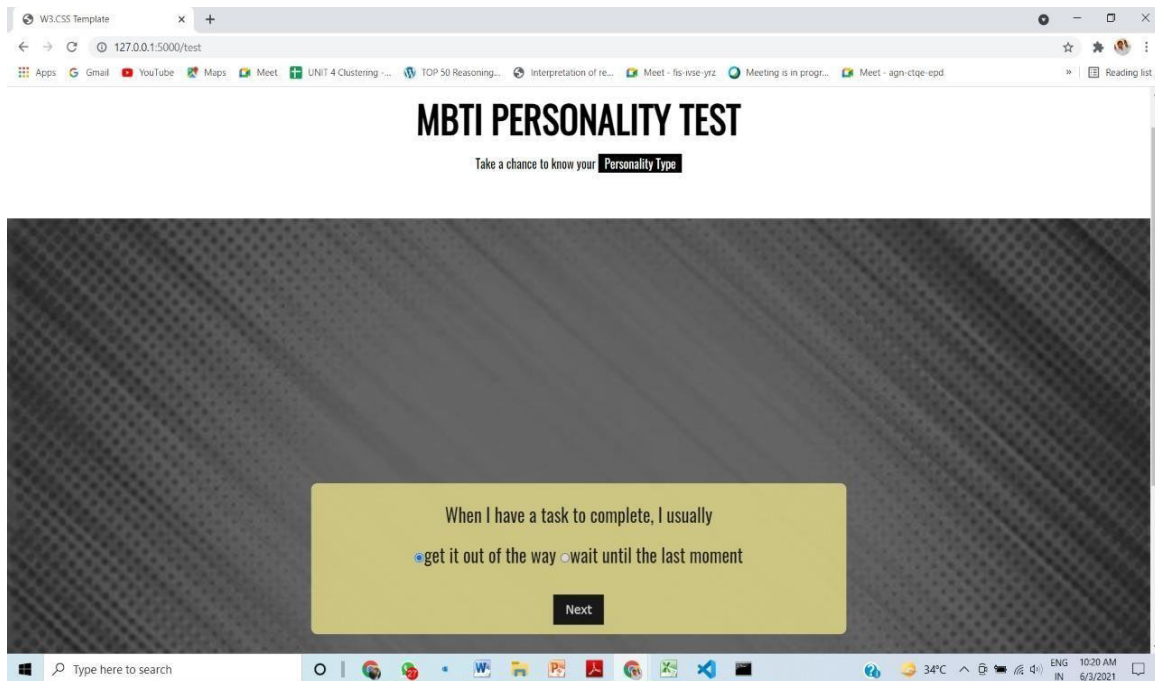 W3.CSS Template
127.0.0.1:5000/test
Apps Gmail YouTube Maps Meet UNIT 4 Clustering -... TOP 50 Reasoning... Interpretation of re... Meet - fis-ivse-yrz Meeting is in progr... Meet - agn-ctqe-epd » Reading list
MBTI PERSONALITY TEST
Take a chance to know your Personality Type
When I have a task to complete, I usually
get it out of the way wait until the last moment
Next
Type here to search 34°C ENG 10:20 AM
IN 6/3/2021